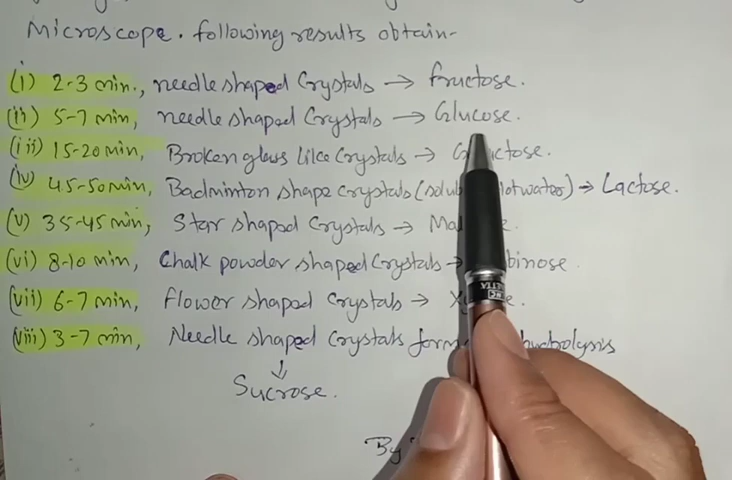 Microscope. following results obtain-
(i) 2-3 min., needle shaped Crystals → fructose.
(ii) 5-7 min, needle shaped Crystals → Glucose.
(iii) 15-20 min, Broken glass like Crystals →
(iv) 45-50 min, Badminton shape crystals → Lactose.
(v) 35-45 min, Star shaped Crystals →
(vi) 8-10 min, Chalk powder shaped Crystals →
(vii) 6-7 min, flower shaped Crystals →
(viii) 3-7 min, Needle shaped Crystals
↓
Sucrose.
By